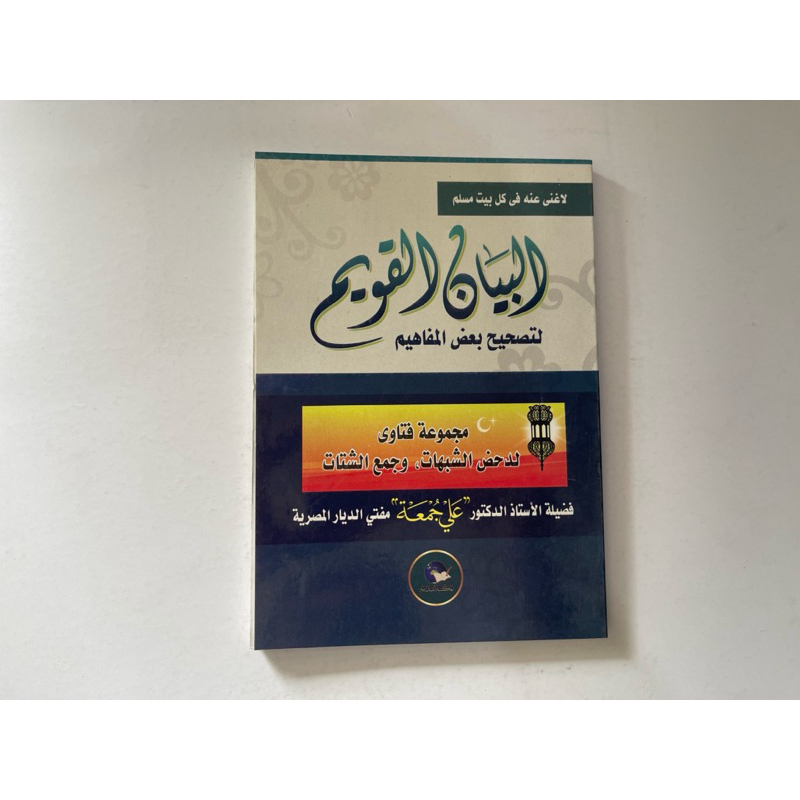 لاغنى عنه فى كل بيت مسلم
البيان القويم
لتصحيح بعض المفاهيم
مجموعة فتاوى
لدحض الشبهات، وجمع الشتات
فضيلة الأستاذ الدكتور "علي جُمعَة" مفتي الديار المصرية